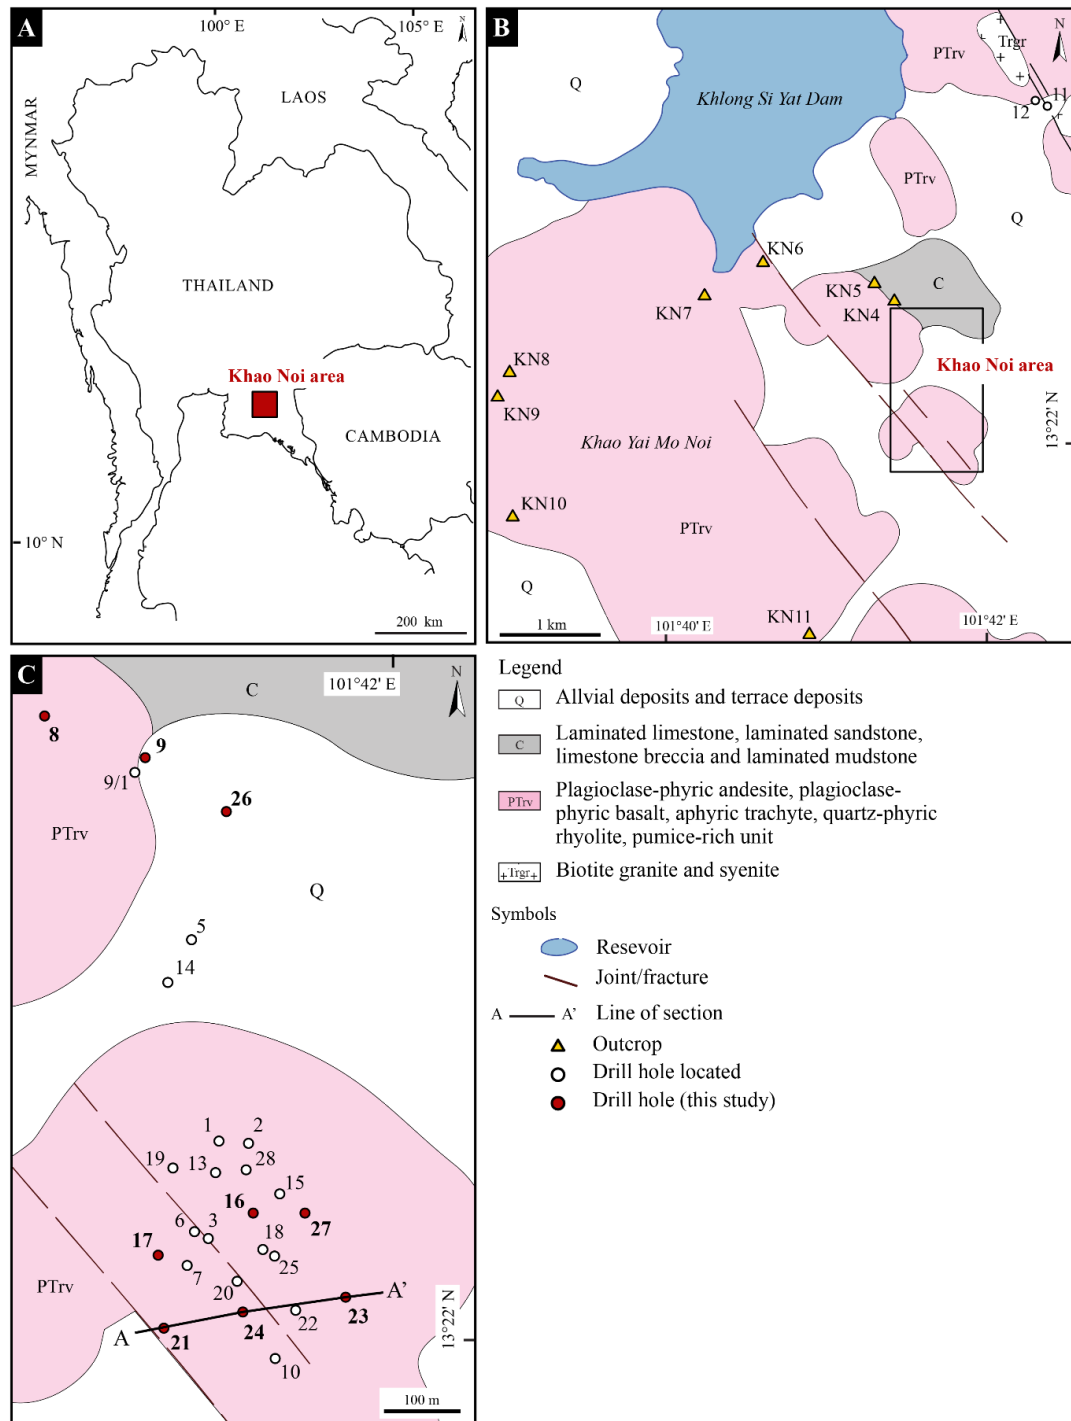 A
100° E
105° E
N
LAOS
MYNMAR
THAILAND
Khao Noi area
CAMBODIA
10° N
200 km
B
N
PTrv
Trgr
Q
Khlong Si Yat Dam
11
12
PTrv
Q
KN6
KN5
C
KN7
KN4
KN8
Khao Noi area
KN9
13°22' N
Khao Yai Mo Noi
KN10
PTrv
Q
KN11
1 km
101°40' E
101°42' E
C
C
101°42' E
N
8
9
9/1
26
PTrv
Q
5
14
1
2
19
13
28
15
16
27
6
3
17
18
7
25
20
PTrv
A'
23
22
A
21
24
13°22' N
10
100 m
Legend
Q
Allvial deposits and terrace deposits
C
Laminated limestone, laminated sandstone,
limestone breccia and laminated mudstone
PTrv
Plagioclase-phyric andesite, plagioclase-
phyric basalt, aphyric trachyte, quartz-phyric
rhyolite, pumice-rich unit
+Trgr+
Biotite granite and syenite
Symbols
Resevoir
Joint/fracture
A A' Line of section
Outcrop
Drill hole located
Drill hole (this study)